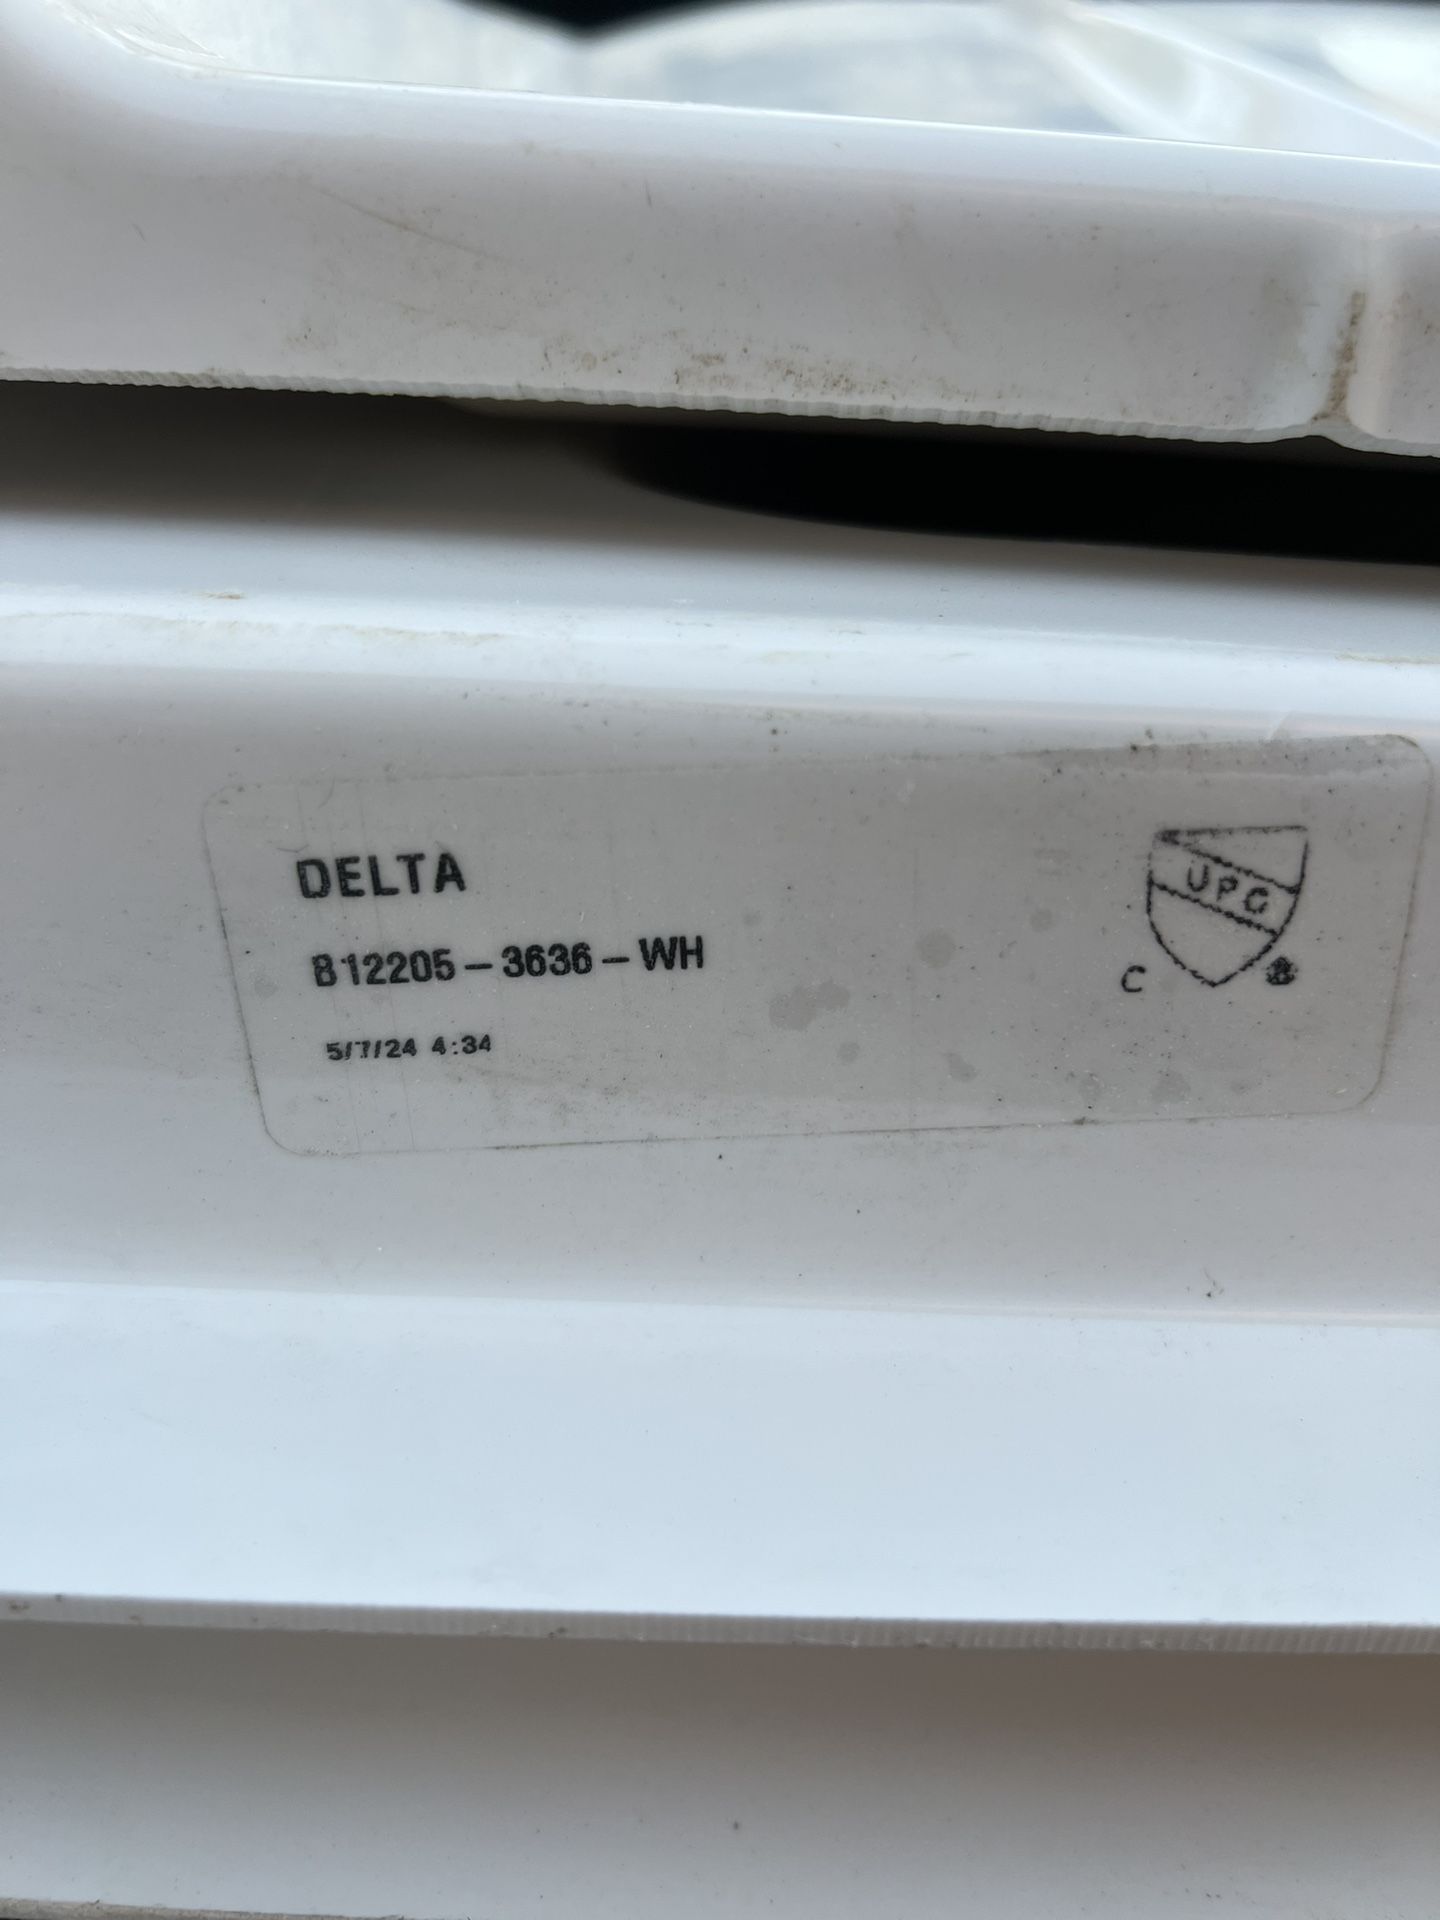 DELTA
B12205-3636-WH
5/7/24 4:34
UPC
C ®